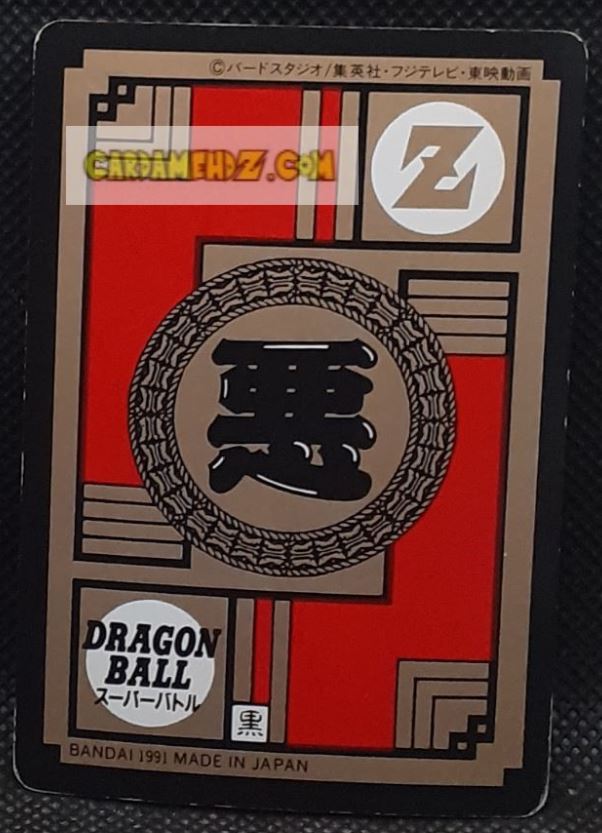 ©バードスタジオ/集英社・フジテレビ・東映動画
CARDAMEHDZ.COM
Z
悪
DRAGON
BALL
スーパーバトル
黒
BANDAI 1991 MADE IN JAPAN